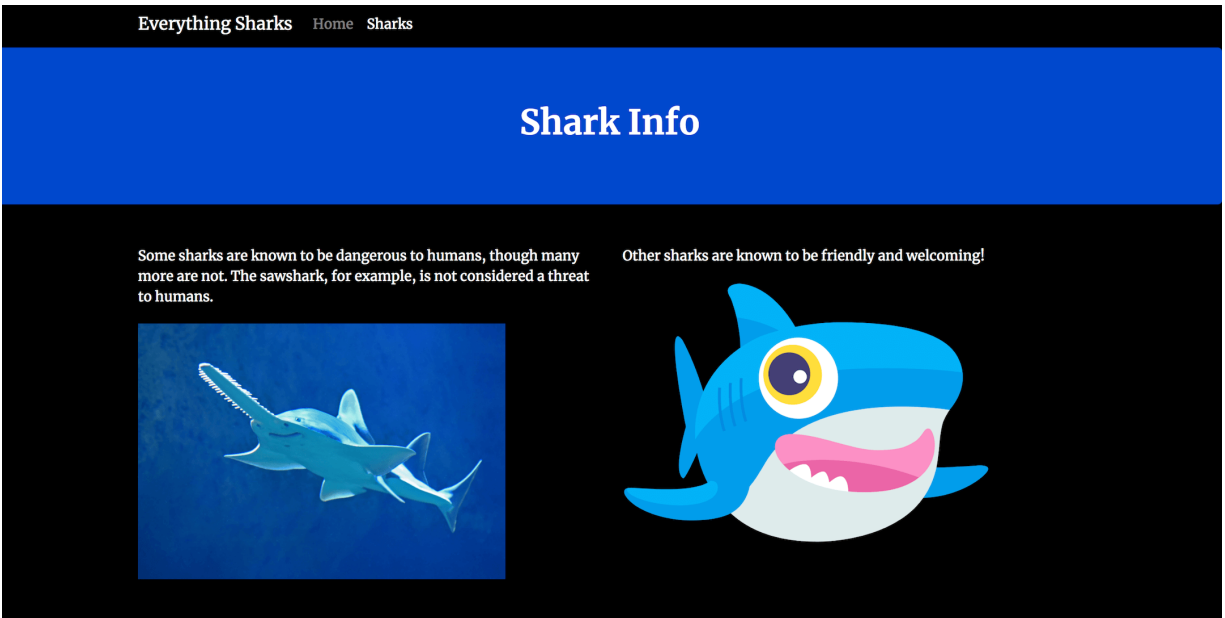 Everything Sharks Home Sharks
Shark Info
Some sharks are known to be dangerous to humans, though many
more are not. The sawshark, for example, is not considered a threat
to humans.
Other sharks are known to be friendly and welcoming!